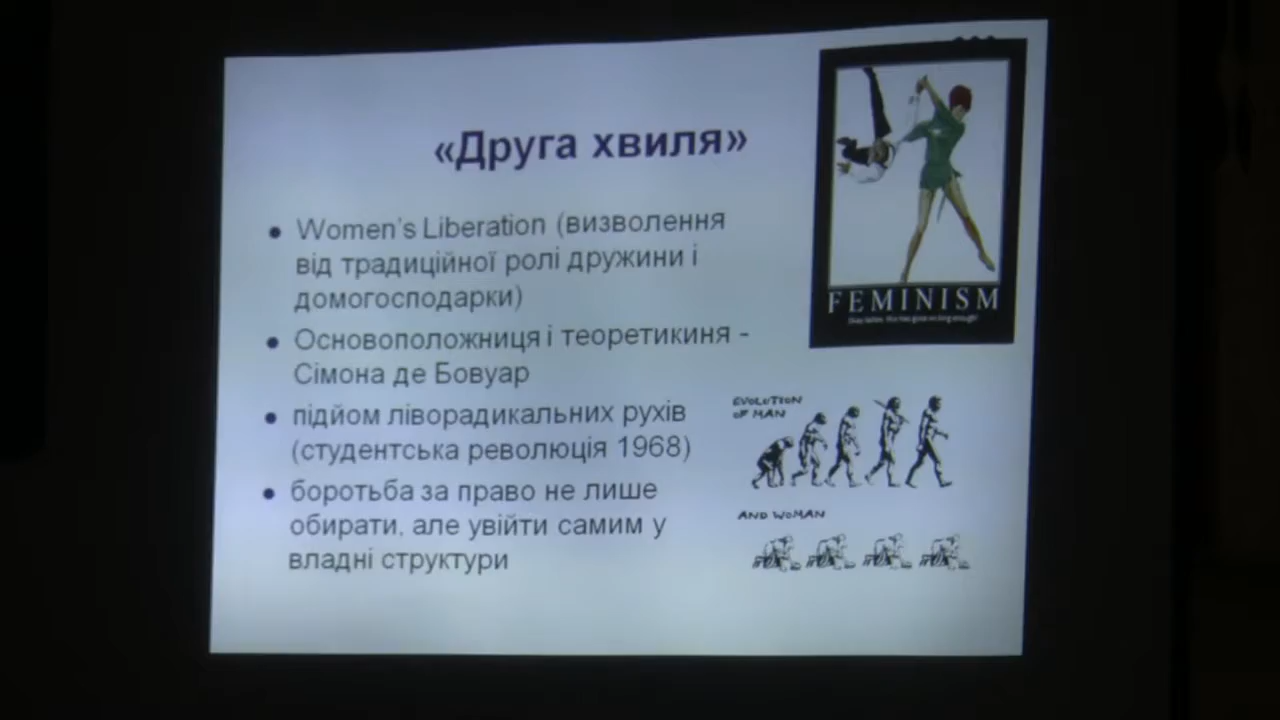 «Друга хвиля»
● Women's Liberation (визволення
від традиційної ролі дружини і
домогосподарки)
● Основоположниця і теоретикиня -
Сімона де Бовуар
● підйом ліворадикальних рухів
(студентська революція 1968)
● боротьба за право не лише
обирати, але увійти самим у
владні структури
FEMINISM
EVOLUTION
OF MAN
AND WOMAN